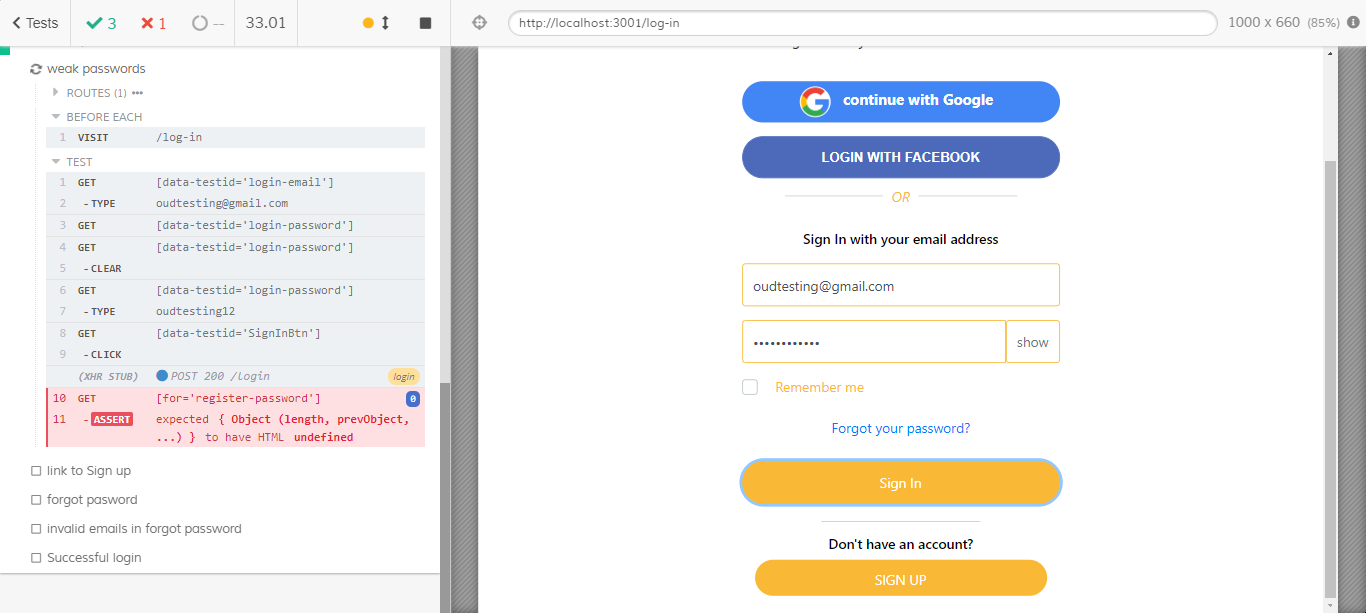 Tests
3
1
--
33.01
http://localhost:3001/log-in
1000 x 660 (85%)
weak passwords
ROUTES (1)
BEFORE EACH
1 VISIT /log-in
TEST
1 GET [data-testid='login-email']
2 -TYPE oudtesting@gmail.com
3 GET [data-testid='login-password']
4 GET [data-testid='login-password']
5 -CLEAR
6 GET [data-testid='login-password']
7 -TYPE oudtesting12
8 GET [data-testid='SignInBtn']
9 -CLICK
(XHR STUB) POST 200 /login login
10 GET [for='register-password'] 0
11 -ASSERT expected { Object (length, prevObject,
...) } to have HTML undefined
link to Sign up
forgot pasword
invalid emails in forgot password
Successful login
continue with Google
LOGIN WITH FACEBOOK
OR
Sign In with your email address
oudtesting@gmail.com
show
Remember me
Forgot your password?
Sign In
Don't have an account?
SIGN UP